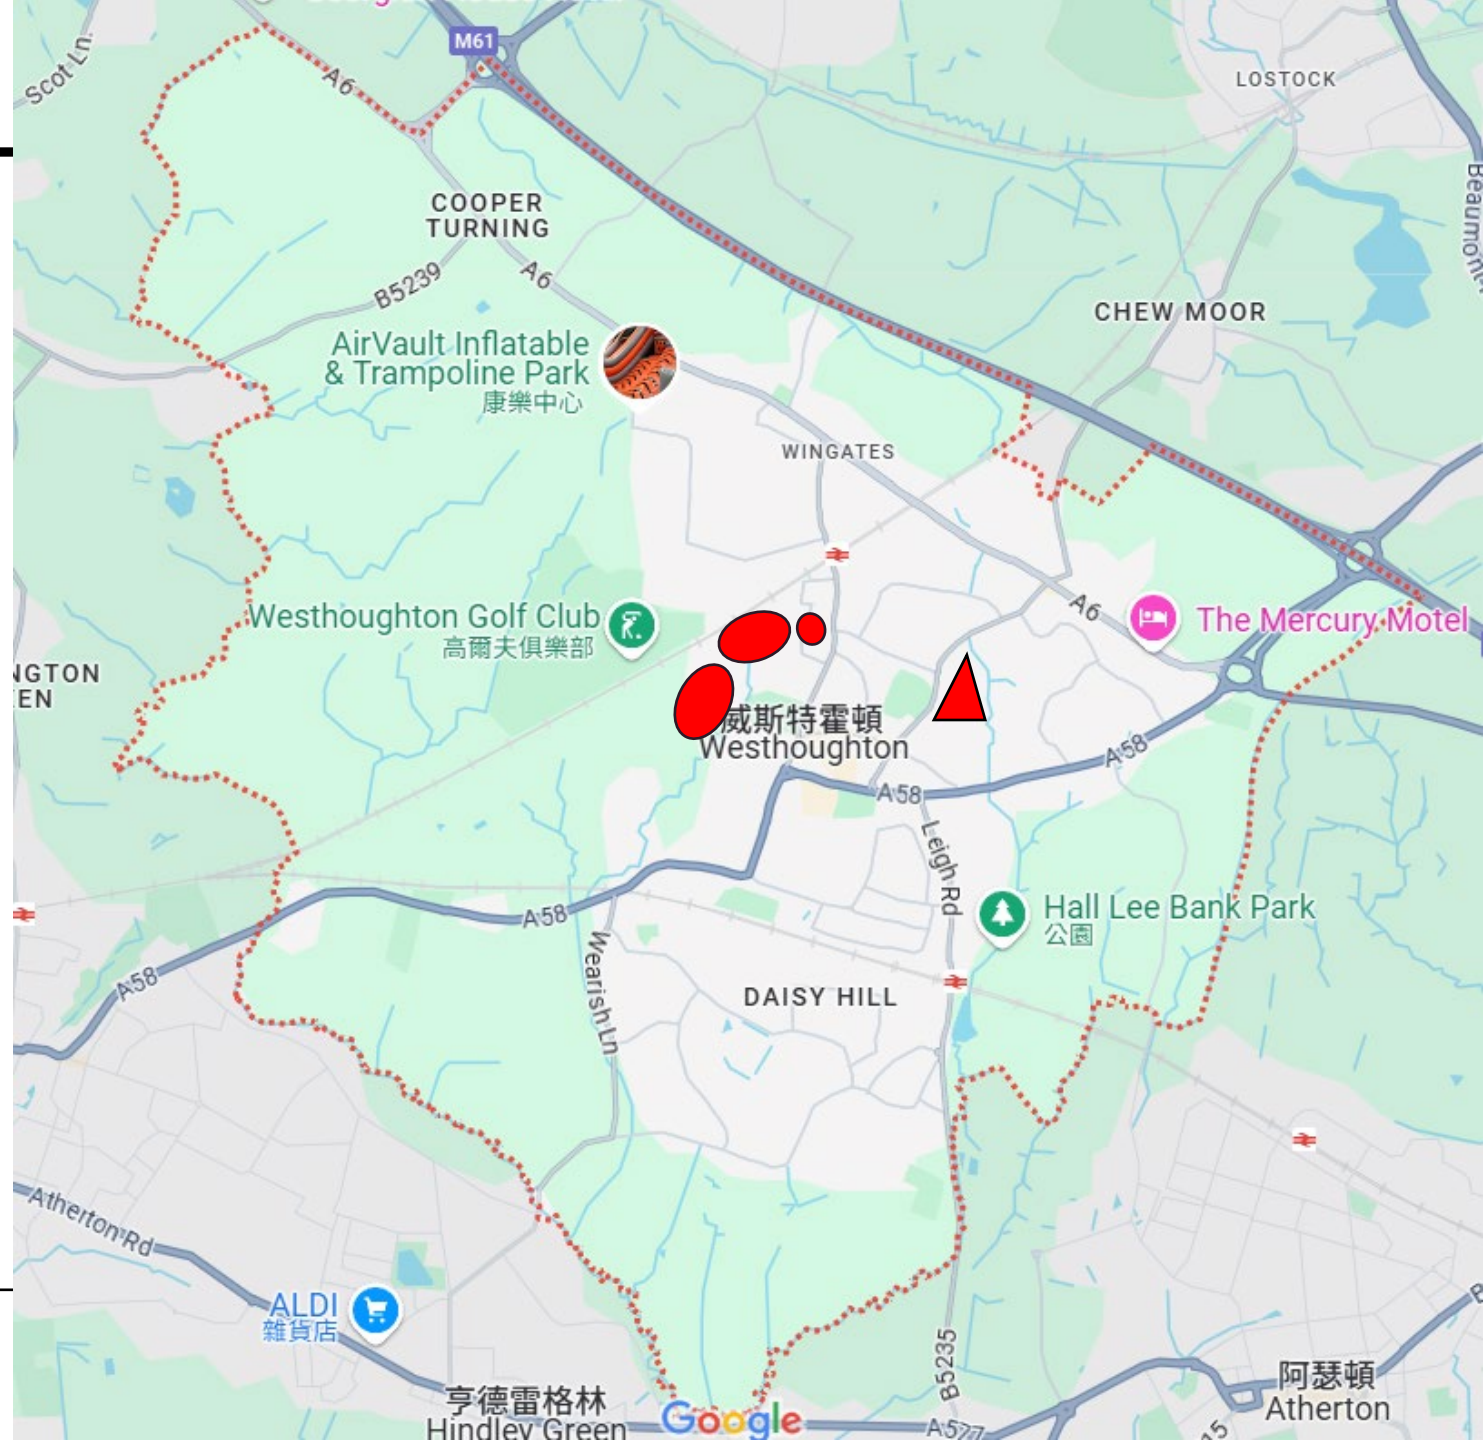 M61
Scot Ln.
A6
LOSTOCK
COOPER
TURNING
B5239
A6
CHEW MOOR
AirVault Inflatable
& Trampoline Park
康樂中心
WINGATES
A6
The Mercury Motel
Westhoughton Golf Club
高爾夫俱樂部
威斯特霍頓
Westhoughton
A58
A58
Leigh Rd
Hall Lee Bank Park
公園
A58
Wearish Ln
A58
DAISY HILL
Atherton Rd
ALDI
雜貨店
B5235
亨德雷格林
Hindley Green
Google
A577
阿瑟頓
Atherton